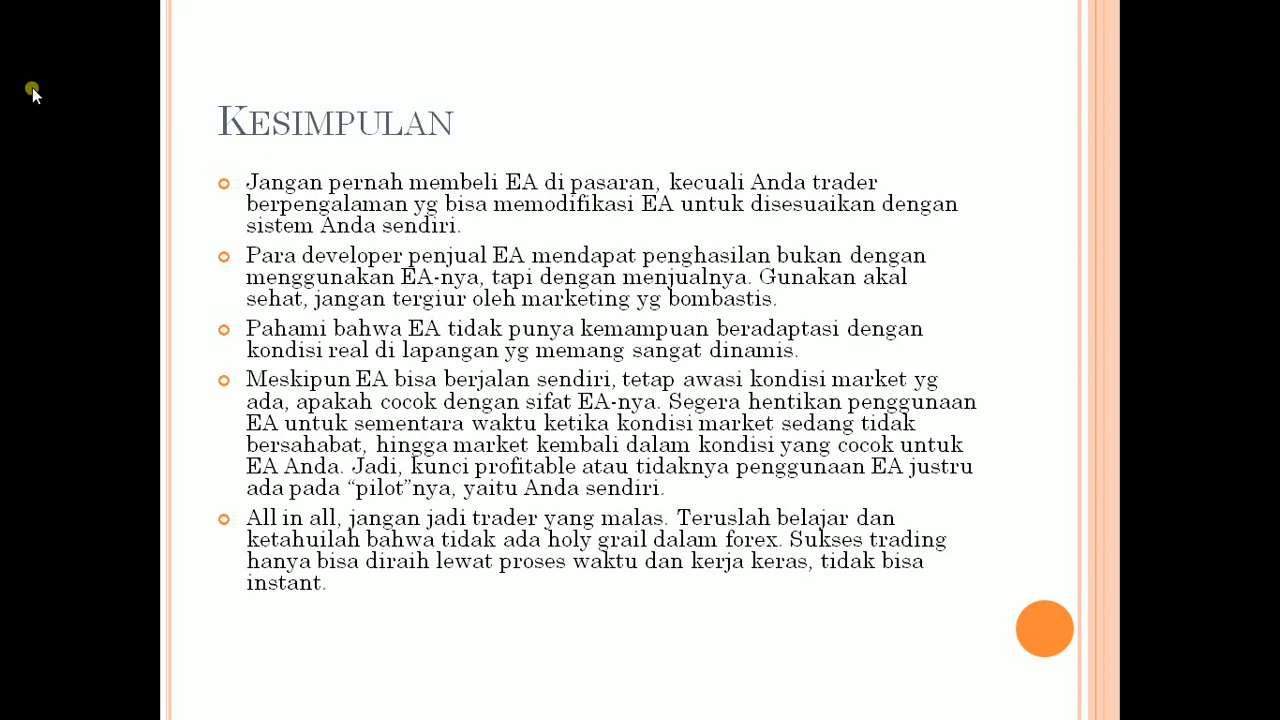 KESIMPULAN
Jangan pernah membeli EA di pasaran, kecuali Anda trader
berpengalaman yg bisa memodifikasi EA untuk disesuaikan dengan
sistem Anda sendiri.
Para developer penjual EA mendapat penghasilan bukan dengan
menggunakan EA-nya, tapi dengan menjualnya. Gunakan akal
sehat, jangan tergiur oleh marketing yg bombastis.
Pahami bahwa EA tidak punya kemampuan beradaptasi dengan
kondisi real di lapangan yg memang sangat dinamis.
Meskipun EA bisa berjalan sendiri, tetap awasi kondisi market yg
ada, apakah cocok dengan sifat EA-nya. Segera hentikan penggunaan
EA untuk sementara waktu ketika kondisi market sedang tidak
bersahabat, hingga market kembali dalam kondisi yang cocok untuk
EA Anda. Jadi, kunci profitable atau tidaknya penggunaan EA justru
ada pada “pilot”nya, yaitu Anda sendiri.
All in all, jangan jadi trader yang malas. Teruslah belajar dan
ketahuilah bahwa tidak ada holy grail dalam forex. Sukses trading
hanya bisa diraih lewat proses waktu dan kerja keras, tidak bisa
instant.